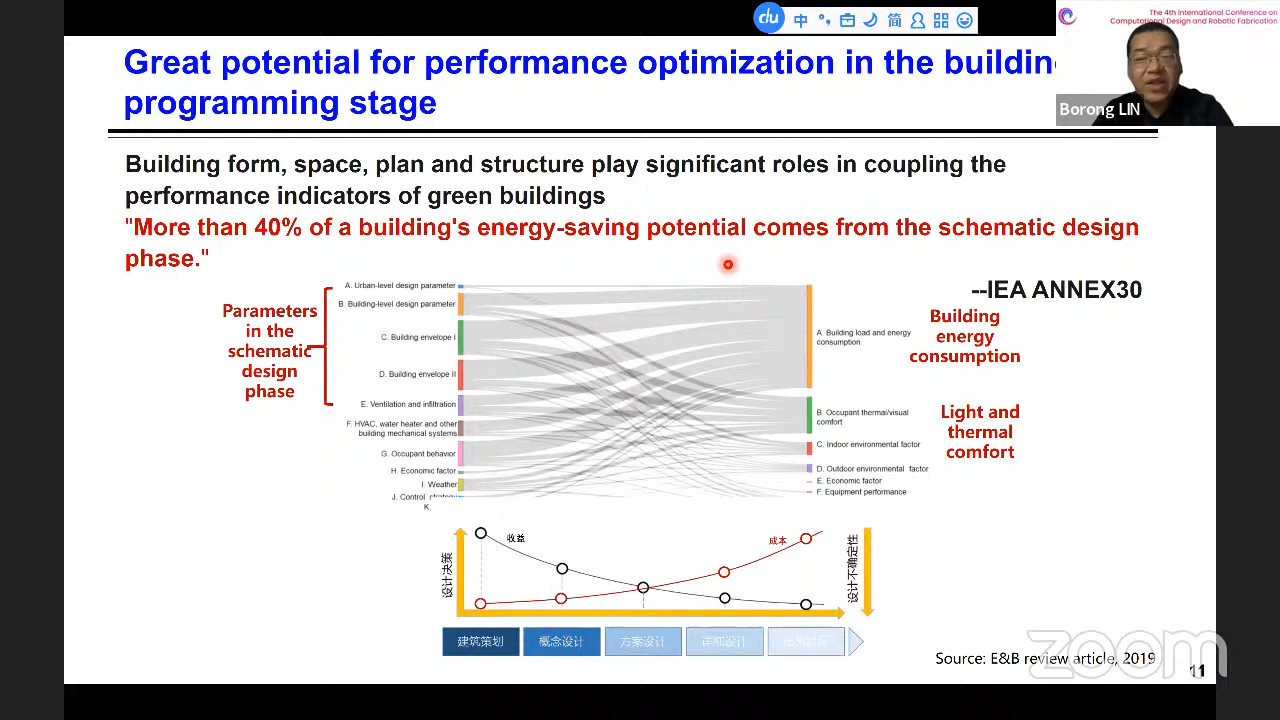 中
简
The 4th International Conference on
Computational Design and Robotic Fabrication
Borong LIN
Great potential for performance optimization in the building
programming stage
Building form, space, plan and structure play significant roles in coupling the
performance indicators of green buildings
"More than 40% of a building's energy-saving potential comes from the schematic design
phase."
--IEA ANNEX30
Parameters
in the
schematic
design
phase
A. Urban-level design parameter
B. Building-level design parameter
C. Building envelope I
D. Building envelope II
E. Ventilation and infiltration
F. HVAC, water heater and other
building mechanical systems
G. Occupant behavior
H. Economic factor
I. Weather
J. Control strategy
K.
A. Building load and energy
consumption
B. Occupant thermal/visual
comfort
C. Indoor environmental factor
D. Outdoor environmental factor
E. Economic factor
F. Equipment performance
Building
energy
consumption
Light and
thermal
comfort
设计决策
收益
成本
设计不确定性
建筑策划
概念设计
方案设计
详细设计
Source: E&B review article, 2019
11
zoom